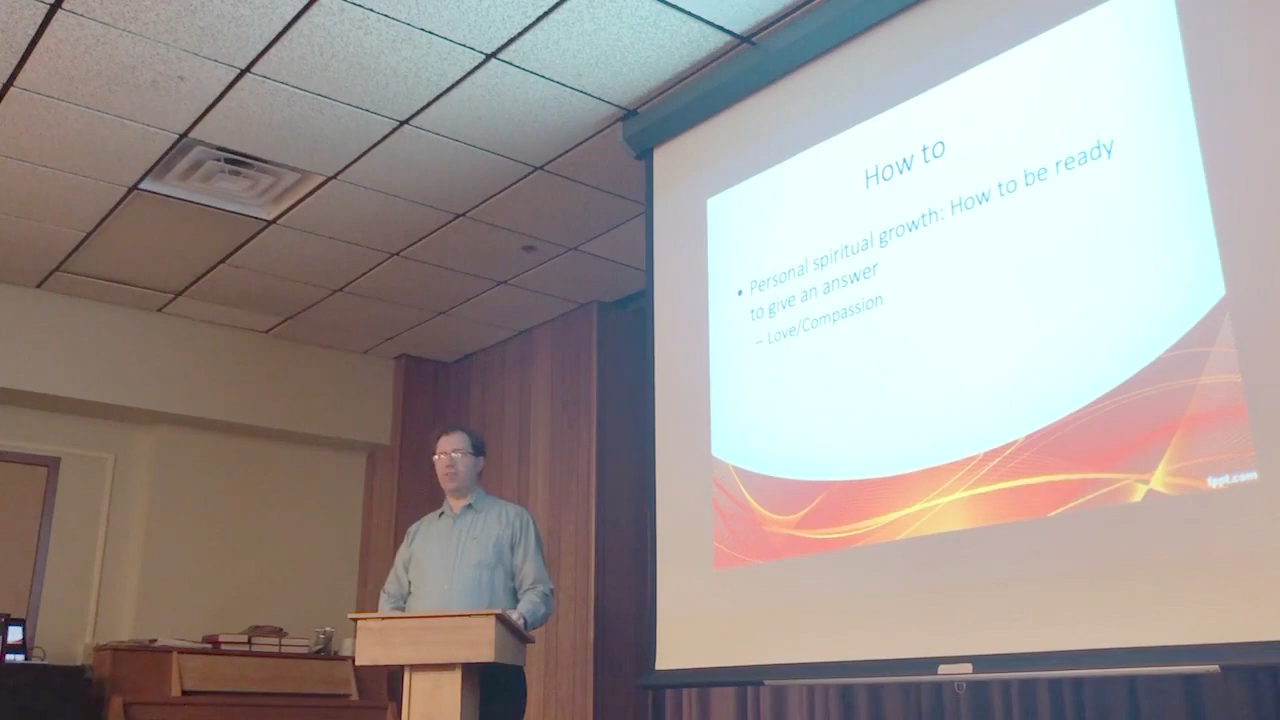 How to
• Personal spiritual growth: How to be ready
to give an answer
– Love/Compassion
fppt.com